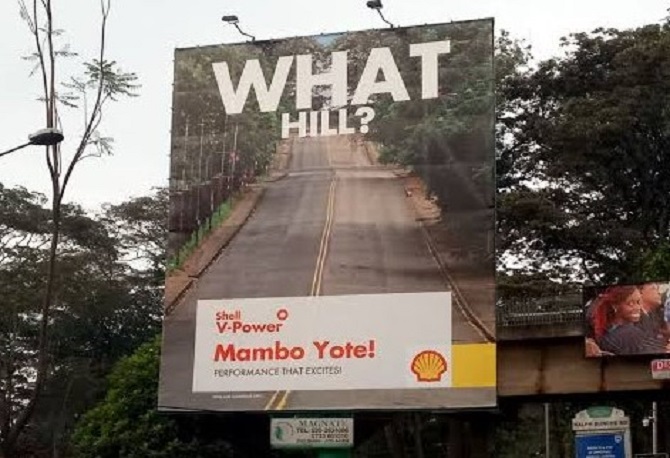 WHAT
HILL?
Shell
V-Power
Mambo Yote!
PERFORMANCE THAT EXCITES!
MAGNATE